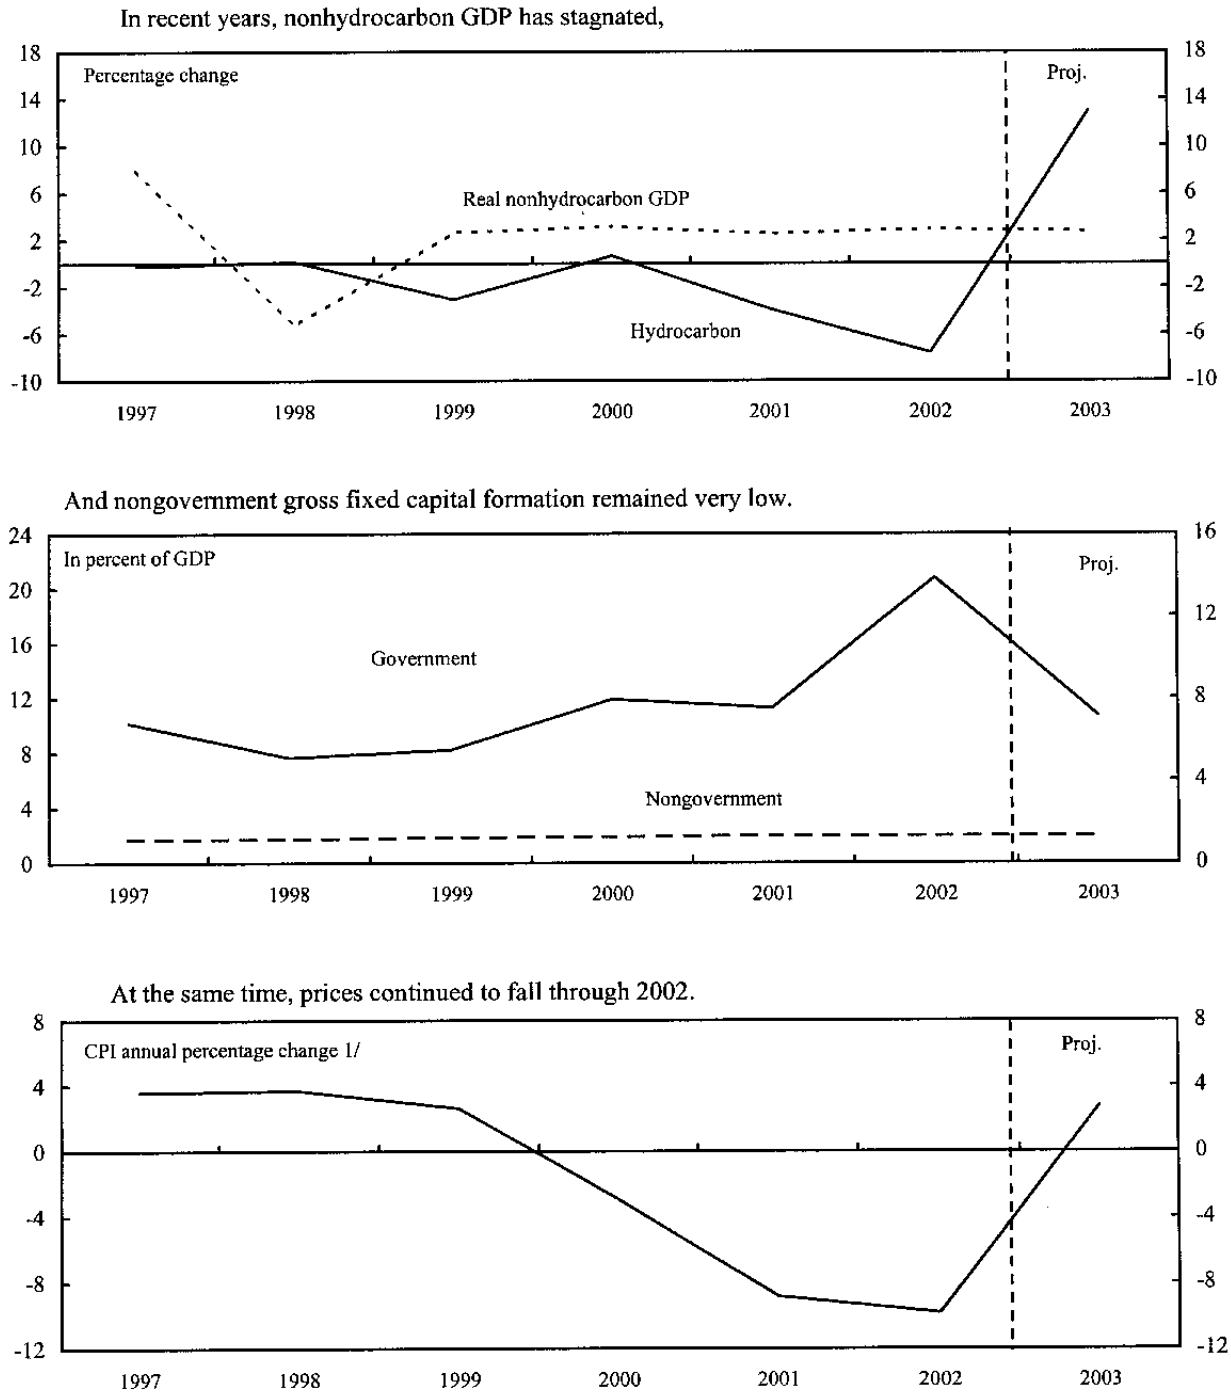 In recent years, nonhydrocarbon GDP has stagnated,
18 18
Percentage change Proj.
14 14
10 10
6 Real nonhydrocarbon GDP 6
2 2
-2 -2
-6 Hydrocarbon -6
-10 -10
1997 1998 1999 2000 2001 2002 2003
And nongovernment gross fixed capital formation remained very low.
24 16
In percent of GDP Proj.
20 12
16
Government
12 8
8
4 Nongovernment 4
0 0
1997 1998 1999 2000 2001 2002 2003
At the same time, prices continued to fall through 2002.
8 8
CPI annual percentage change 1/ Proj.
4 4
0 0
-4 -4
-8 -8
-12 -12
1997 1998 1999 2000 2001 2002 2003